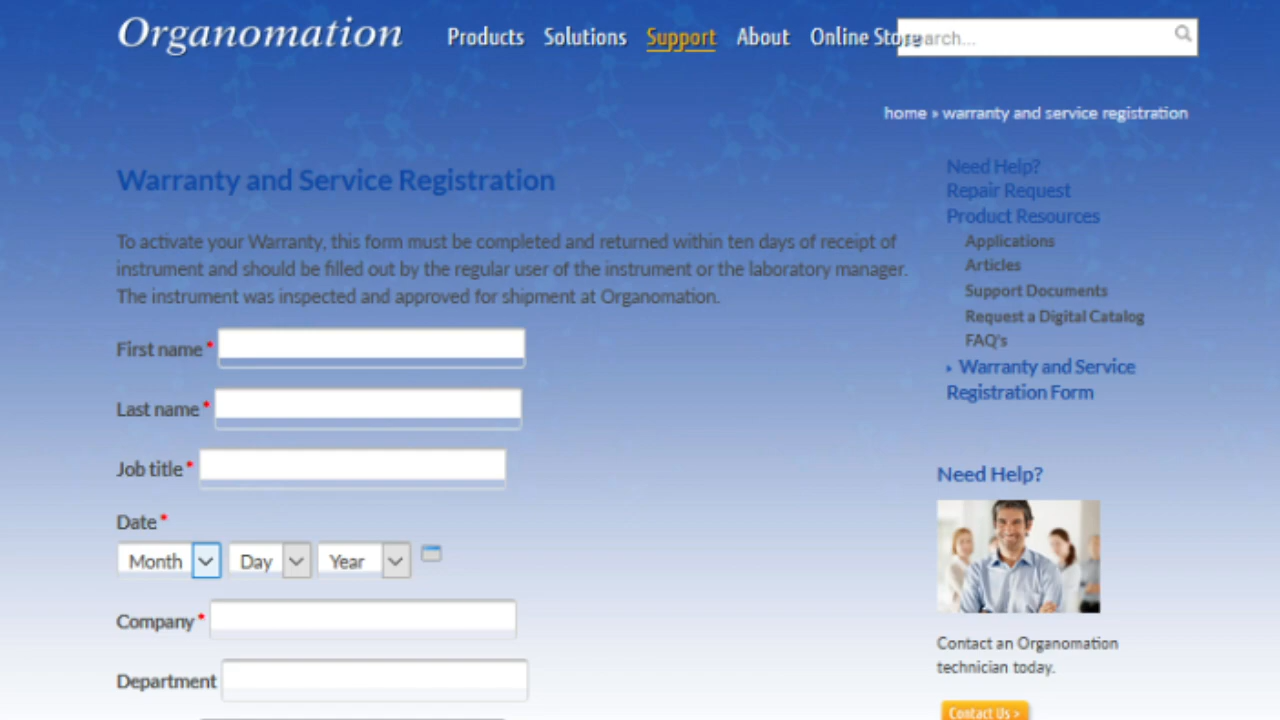 Organomation
Products Solutions Support About Online Store
search...
home » warranty and service registration
Warranty and Service Registration
To activate your Warranty, this form must be completed and returned within ten days of receipt of
instrument and should be filled out by the regular user of the instrument or the laboratory manager.
The instrument was inspected and approved for shipment at Organomation.
First name *
Last name *
Job title *
Date *
Month Day Year
Company *
Department
Need Help?
Repair Request
Product Resources
Applications
Articles
Support Documents
Request a Digital Catalog
FAQ's
Warranty and Service
Registration Form
Need Help?
Contact an Organomation
technician today.
Contact Us >